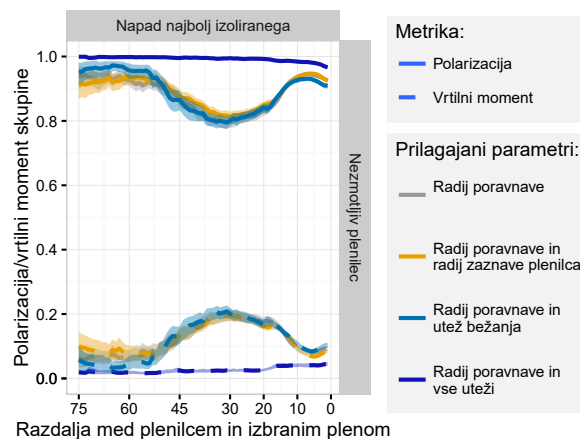 Napad najbolj izoliranega
Polarizacija/vrtilni moment skupine
1.0
0.8
0.6
0.4
0.2
0.0
75 60 45 30 20 10 0
Razdalja med plenilcem in izbranim plenom
Nezmotljiv plenilec
Metrika:
Polarizacija
Vrtilni moment
Prilagajani parametri:
Radij poravnave
Radij poravnave in
radij zaznave plenilca
Radij poravnave in
utež bežanja
Radij poravnave in
vse uteži